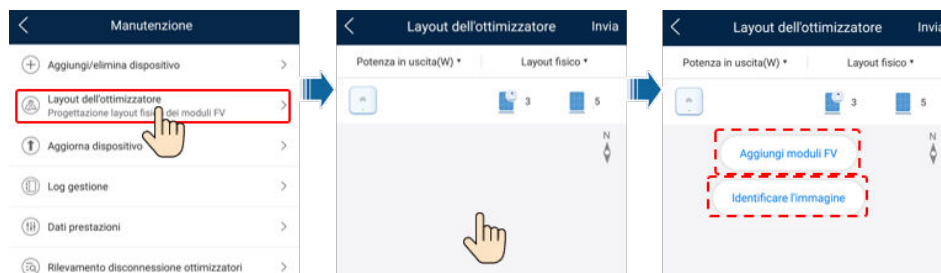 Manutenzione
Aggiungi/elimina dispositivo
Layout dell'ottimizzatore
Progettazione layout fisico dei moduli FV
Aggiorna dispositivo
Log gestione
Dati prestazioni
Rilevamento disconnessione ottimizzatori
Layout dell'ottimizzatore Invia
Potenza in uscita(W) Layout fisico
3 5
N
Layout dell'ottimizzatore Invia
Potenza in uscita(W) Layout fisico
3 5
N
Aggiungi moduli FV
Identificare l'immagine